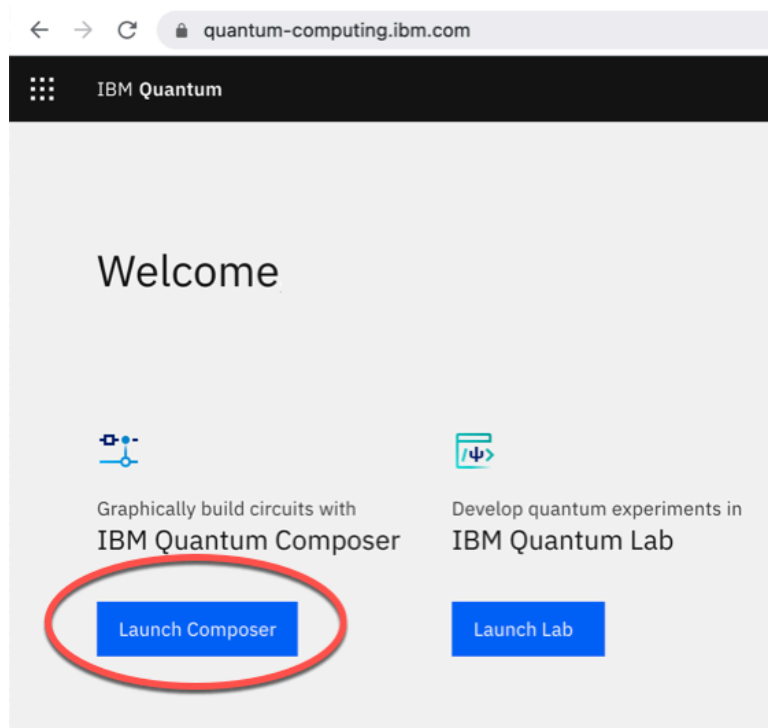 quantum-computing.ibm.com
IBM Quantum
Welcome
Graphically build circuits with
IBM Quantum Composer
Launch Composer
Develop quantum experiments in
IBM Quantum Lab
Launch Lab